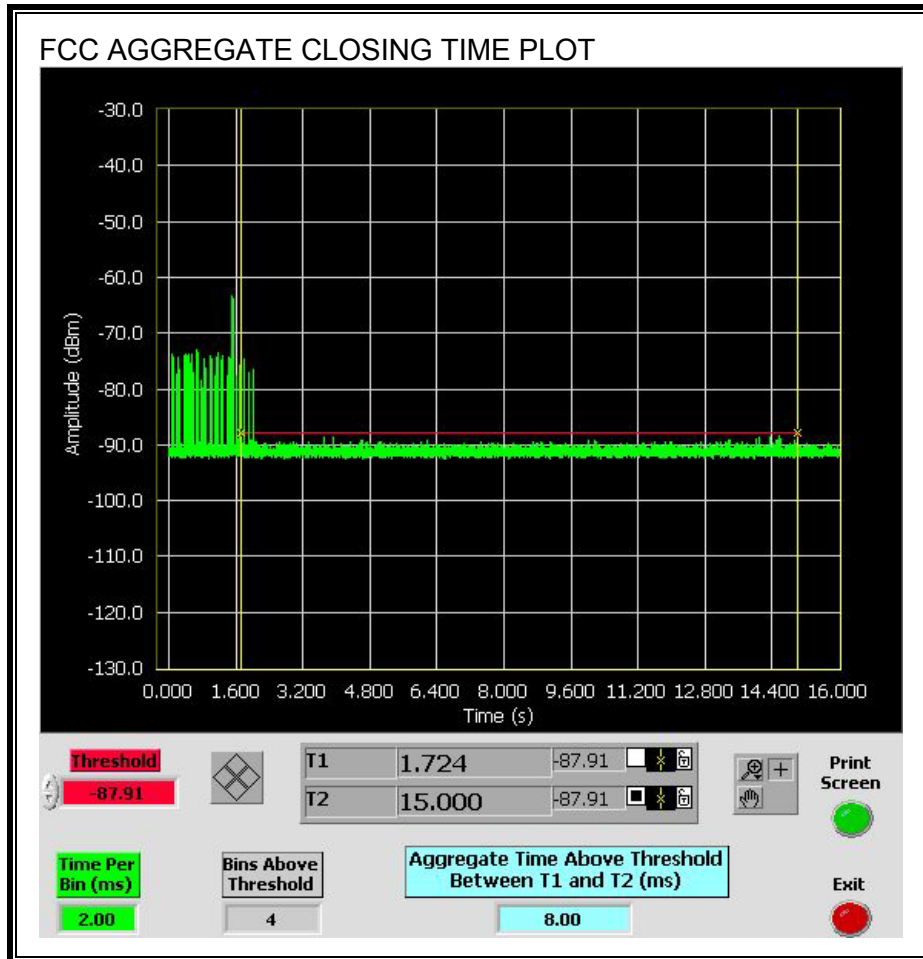 FCC AGGREGATE CLOSING TIME PLOT
-30.0
-40.0
-50.0
-60.0
-70.0
-80.0
-90.0
-100.0
-110.0
-120.0
-130.0
Amplitude (dBm)
0.000 1.600 3.200 4.800 6.400 8.000 9.600 11.200 12.800 14.400 16.000
Time (s)
Threshold
-87.91
T1 1.724 -87.91
T2 15.000 -87.91
Print
Screen
Time Per
Bin (ms)
2.00
Bins Above
Threshold
4
Aggregate Time Above Threshold
Between T1 and T2 (ms)
8.00
Exit